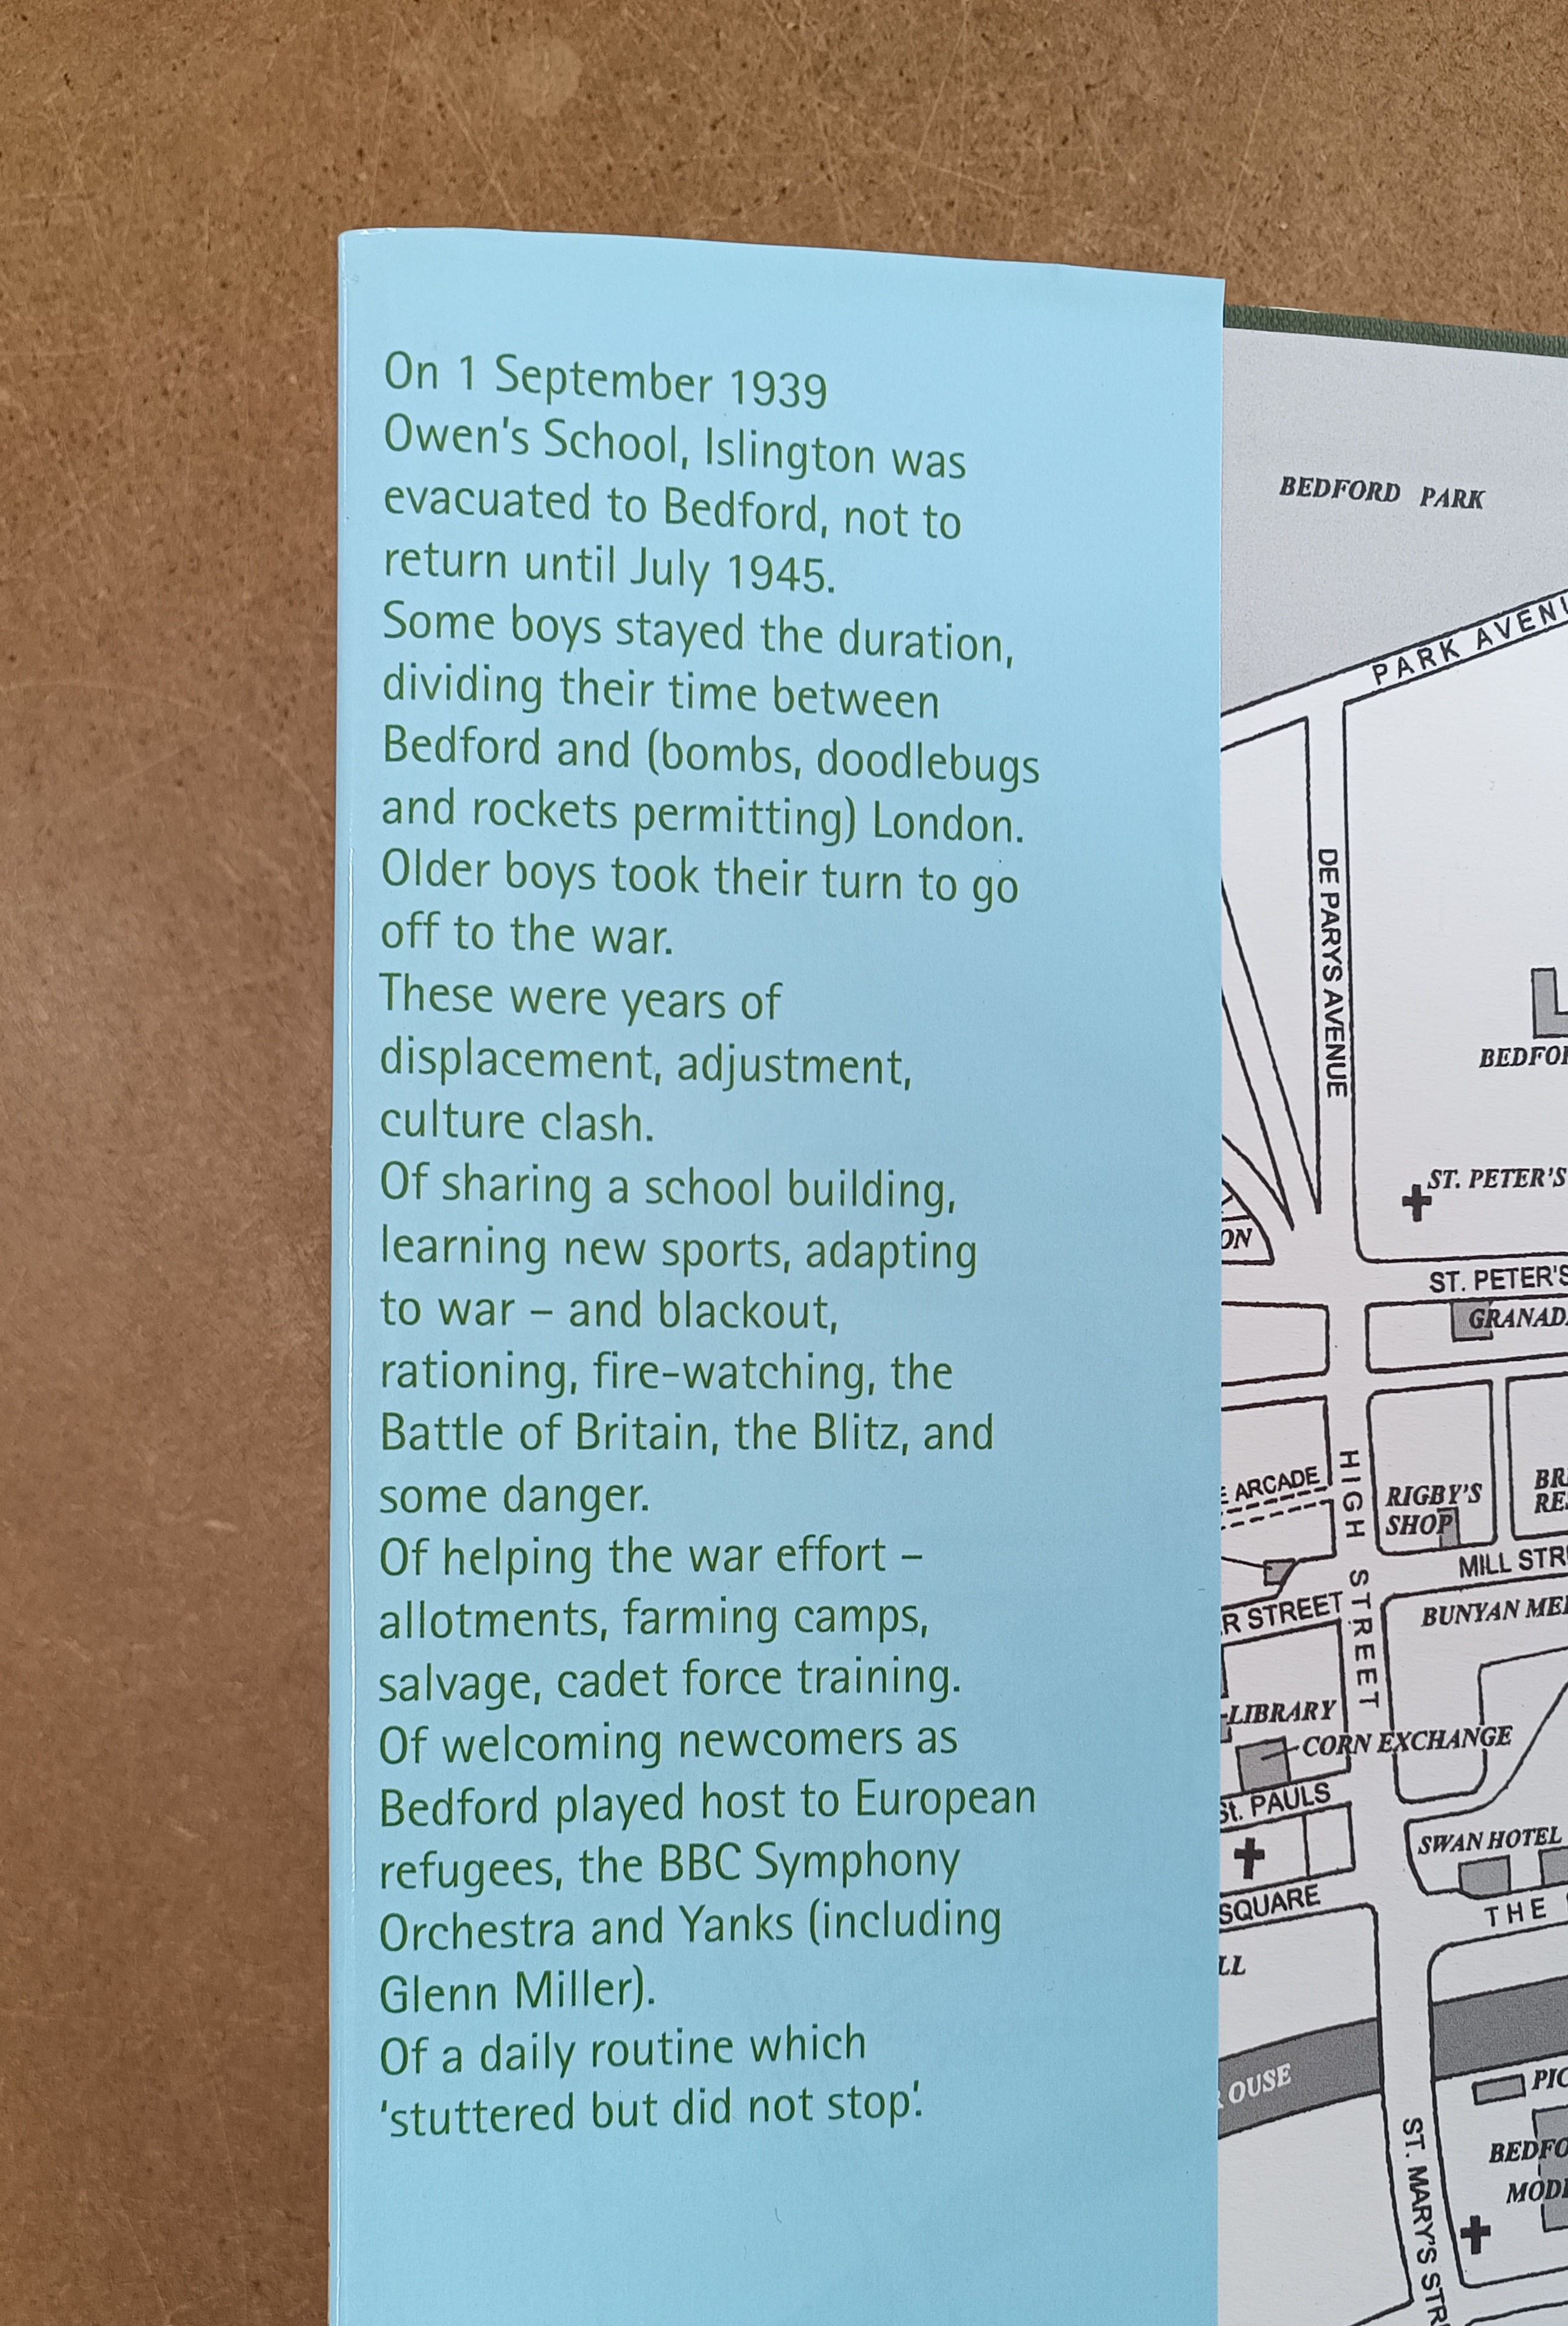 On 1 September 1939
Owen's School, Islington was
evacuated to Bedford, not to
return until July 1945.
Some boys stayed the duration,
dividing their time between
Bedford and (bombs, doodlebugs
and rockets permitting) London.
Older boys took their turn to go
off to the war.
These were years of
displacement, adjustment,
culture clash.
Of sharing a school building,
learning new sports, adapting
to war – and blackout,
rationing, fire-watching, the
Battle of Britain, the Blitz, and
some danger.
Of helping the war effort –
allotments, farming camps,
salvage, cadet force training.
Of welcoming newcomers as
Bedford played host to European
refugees, the BBC Symphony
Orchestra and Yanks (including
Glenn Miller).
Of a daily routine which
'stuttered but did not stop'.
BEDFORD PARK
PARK
DE PARYS AVENUE
ST. PETER'S
ST. PETER'S
ARCADE
HIGH STREET
RIGBY'S
SHOP
MILL
STREET
BUNYAN
LIBRARY
CORN EXCHANGE
St. PAULS
SWAN HOTEL
SQUARE
THE
OUSE
ST. MARY'S